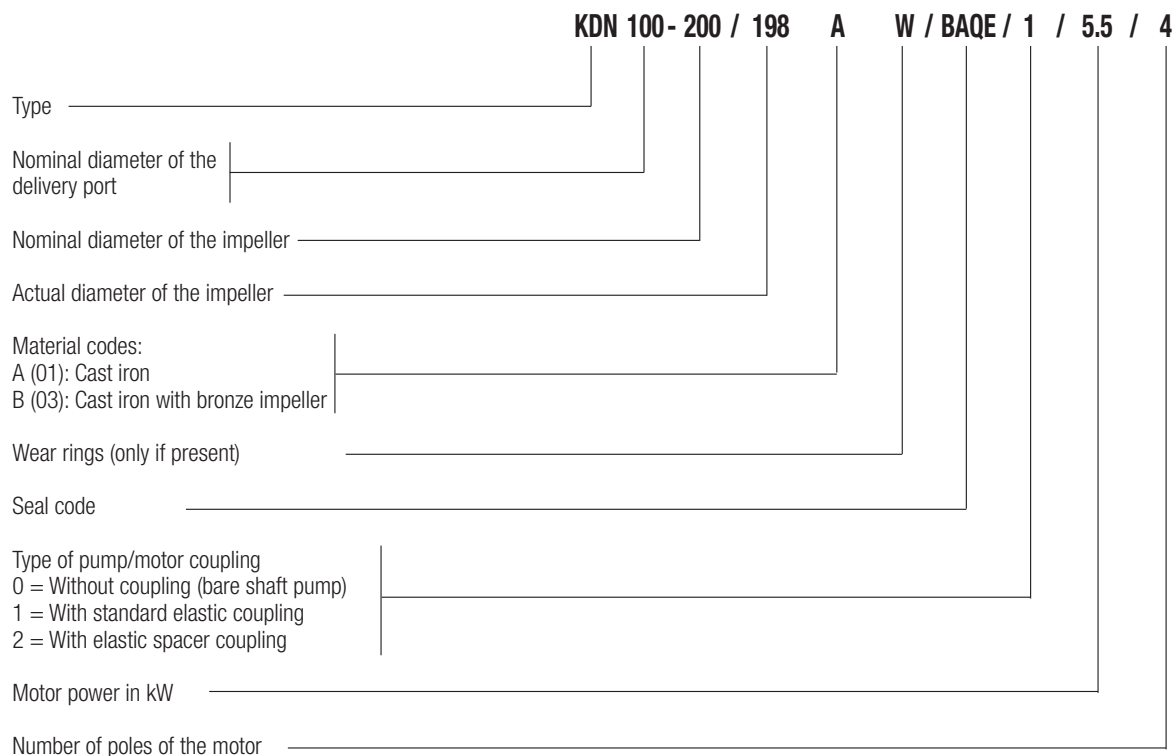 KDN 100 - 200 / 198 A W / BAQE / 1 / 5.5 / 4
Type
Nominal diameter of the
delivery port
Nominal diameter of the impeller
Actual diameter of the impeller
Material codes:
A (01): Cast iron
B (03): Cast iron with bronze impeller
Wear rings (only if present)
Seal code
Type of pump/motor coupling
0 = Without coupling (bare shaft pump)
1 = With standard elastic coupling
2 = With elastic spacer coupling
Motor power in kW
Number of poles of the motor